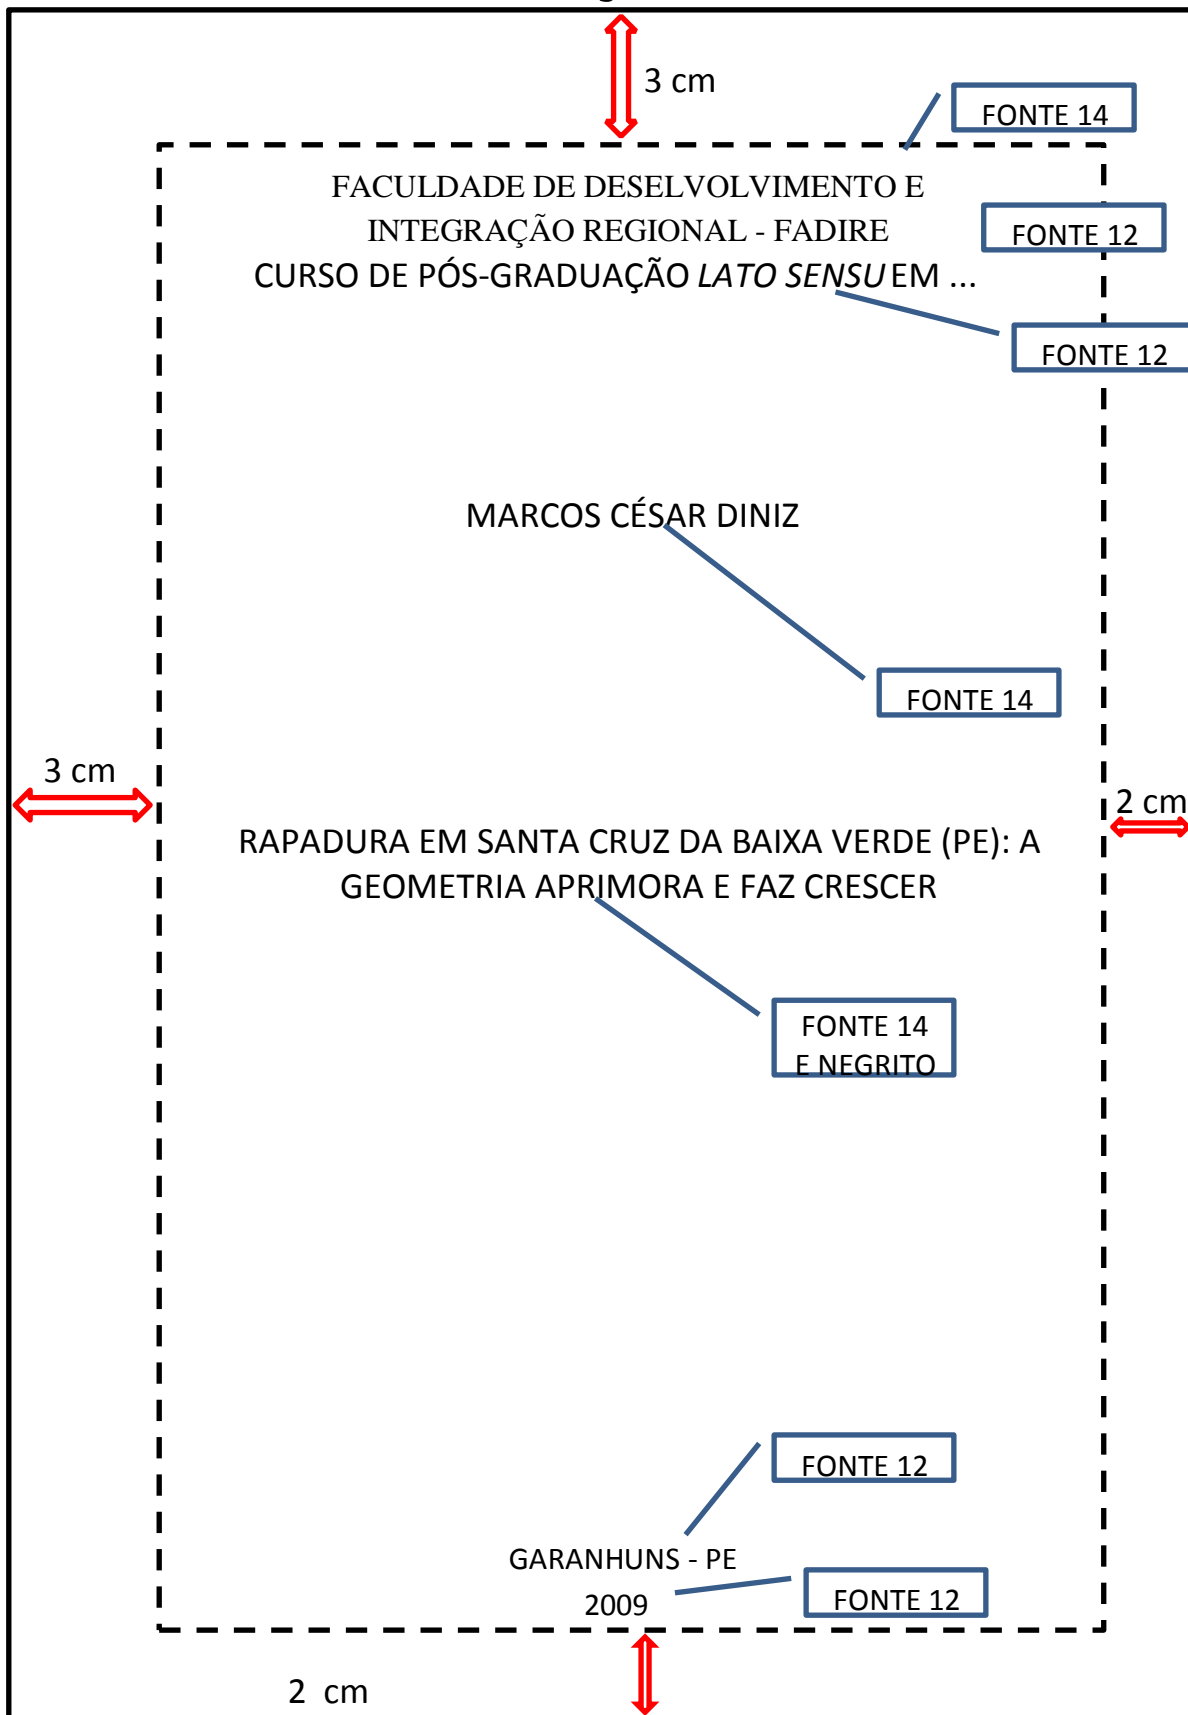 3 cm
FONTE 14
FACULDADE DE DESELVOLVIMENTO E
INTEGRAÇÃO REGIONAL - FADIRE
FONTE 12
CURSO DE PÓS-GRADUAÇÃO LATO SENSU EM ...
FONTE 12
MARCOS CÉSAR DINIZ
FONTE 14
3 cm
2 cm
RAPADURA EM SANTA CRUZ DA BAIXA VERDE (PE): A
GEOMETRIA APRIMORA E FAZ CRESCER
FONTE 14
E NEGRITO
FONTE 12
GARANHUNS - PE
2009
FONTE 12
2 cm